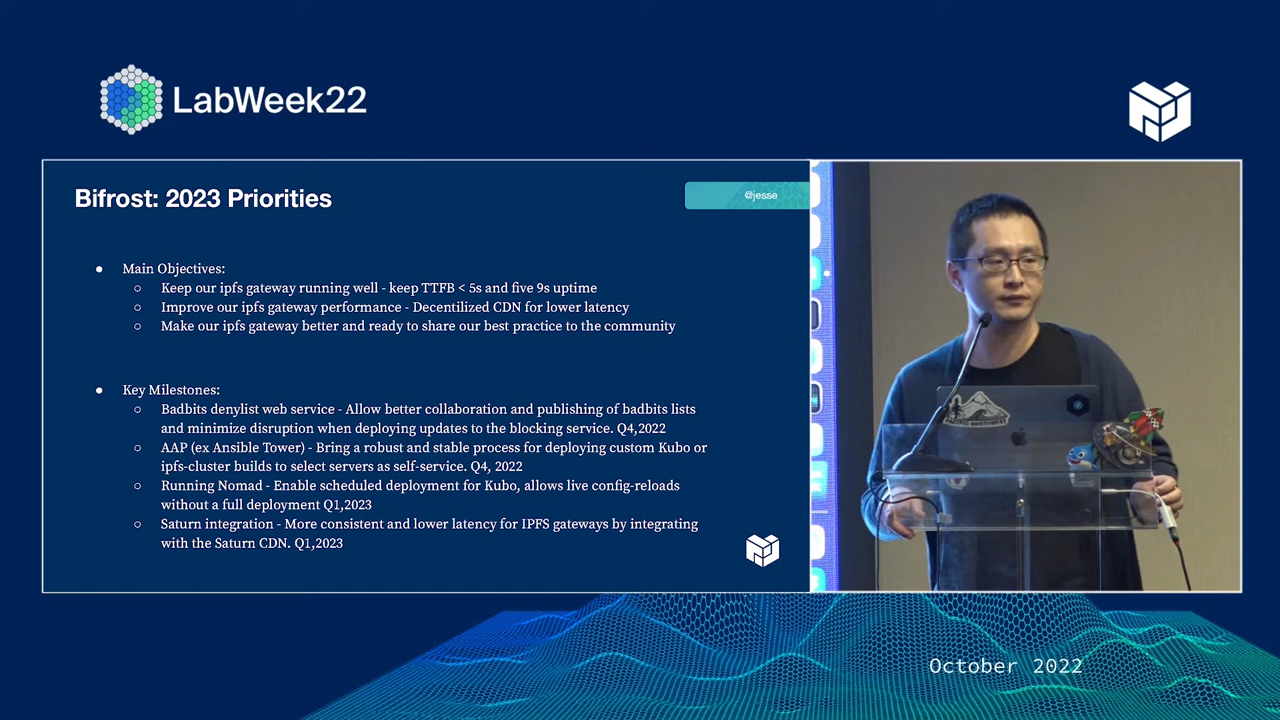 LabWeek22
Bifrost: 2023 Priorities
@jesse
● Main Objectives:
○ Keep our ipfs gateway running well - keep TTFB < 5s and five 9s uptime
○ Improve our ipfs gateway performance - Decentilized CDN for lower latency
○ Make our ipfs gateway better and ready to share our best practice to the community
● Key Milestones:
○ Badbits denylist web service - Allow better collaboration and publishing of badbits lists
and minimize disruption when deploying updates to the blocking service. Q4,2022
○ AAP (ex Ansible Tower) - Bring a robust and stable process for deploying custom Kubo or
ipfs-cluster builds to select servers as self-service. Q4, 2022
○ Running Nomad - Enable scheduled deployment for Kubo, allows live config-reloads
without a full deployment Q1,2023
○ Saturn integration - More consistent and lower latency for IPFS gateways by integrating
with the Saturn CDN. Q1,2023
PACIFIC NORTHWEST
October 2022